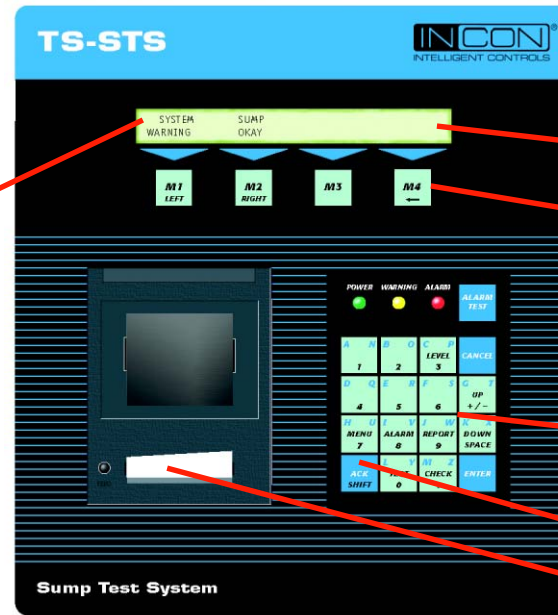 TS-STS
INCON®
INTELLIGENT CONTROLS
SYSTEM SUMP
WARNING OKAY
M1 M2 M3 M4
LEFT RIGHT ←
POWER WARNING ALARM
ALARM TEST
A N B O C P
LEVEL CANCEL
1 2 3
D Q E R F S G T
UP
4 5 6 +/-
H U I V J W K X
MENU ALARM REPORT DOWN
7 8 9 SPACE
L Y M Z
ACK CHECK ENTER
SHIFT 0
Sump Test System